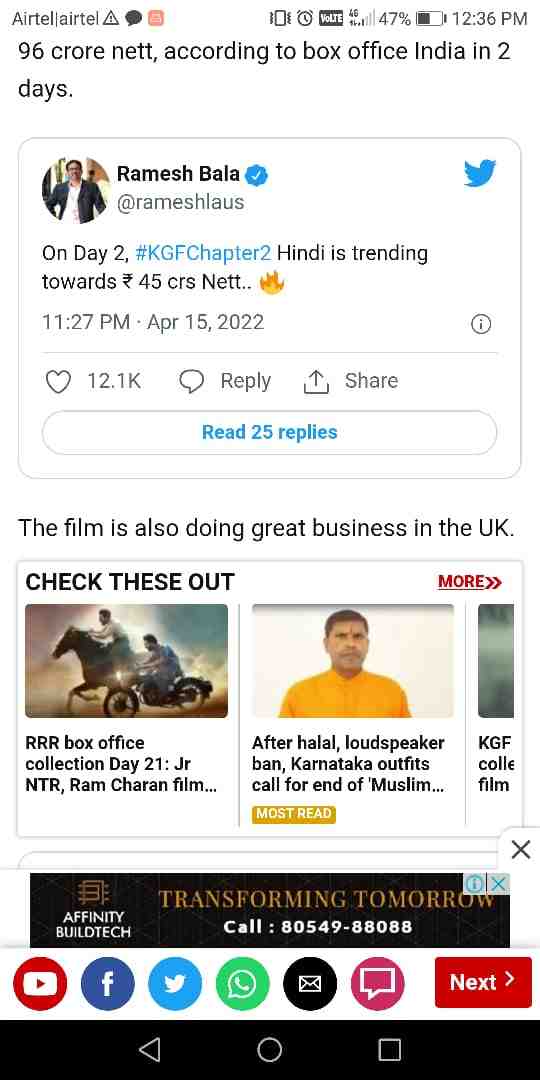 Airtel|airtel 47% 12:36 PM
VoLTE 4G
96 crore nett, according to box office India in 2
days.
Ramesh Bala
@rameshlaus
On Day 2, #KGFChapter2 Hindi is trending
towards ₹ 45 crs Nett.. 🔥
11:27 PM · Apr 15, 2022
12.1K Reply Share
Read 25 replies
The film is also doing great business in the UK.
CHECK THESE OUT MORE»
RRR box office
collection Day 21: Jr
NTR, Ram Charan film...
After halal, loudspeaker
ban, Karnataka outfits
call for end of 'Muslim...
MOST READ
KGF
colle
film
AFFINITY
BUILDTECH
TRANSFORMING TOMORROW
Call : 80549-88088
Next >